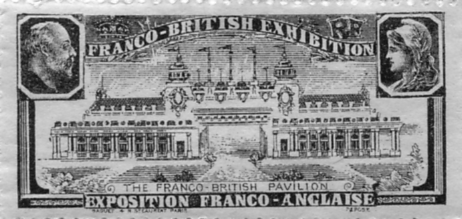 FRANCO-BRITISH EXHIBITION
THE FRANCO-BRITISH PAVILION
EXPOSITION FRANCO-ANGLAISE